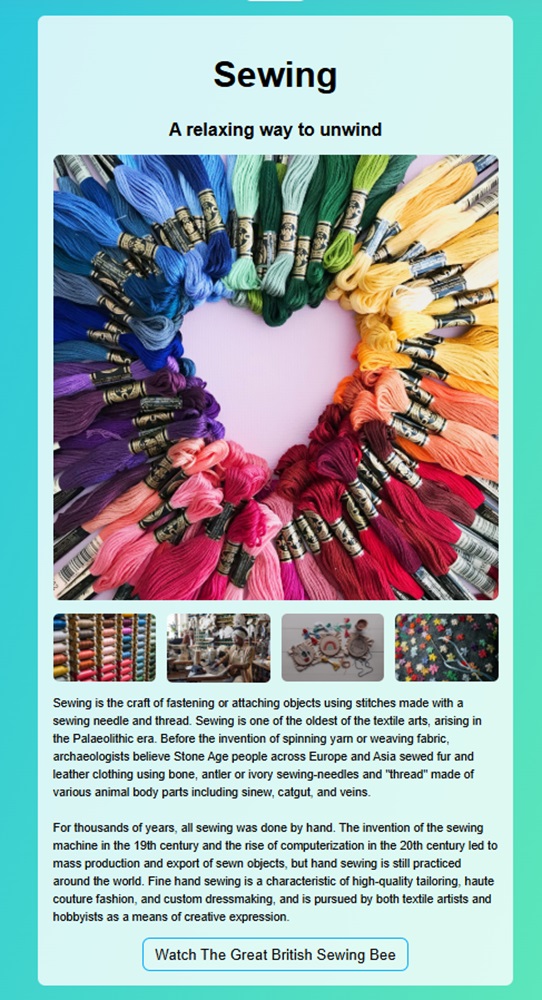 Sewing
A relaxing way to unwind
Sewing is the craft of fastening or attaching objects using stitches made with a
sewing needle and thread. Sewing is one of the oldest of the textile arts, arising in
the Palaeolithic era. Before the invention of spinning yarn or weaving fabric,
archaeologists believe Stone Age people across Europe and Asia sewed fur and
leather clothing using bone, antler or ivory sewing-needles and "thread" made of
various animal body parts including sinew, catgut, and veins.
For thousands of years, all sewing was done by hand. The invention of the sewing
machine in the 19th century and the rise of computerization in the 20th century led to
mass production and export of sewn objects, but hand sewing is still practiced
around the world. Fine hand sewing is a characteristic of high-quality tailoring, haute
couture fashion, and custom dressmaking, and is pursued by both textile artists and
hobbyists as a means of creative expression.
Watch The Great British Sewing Bee